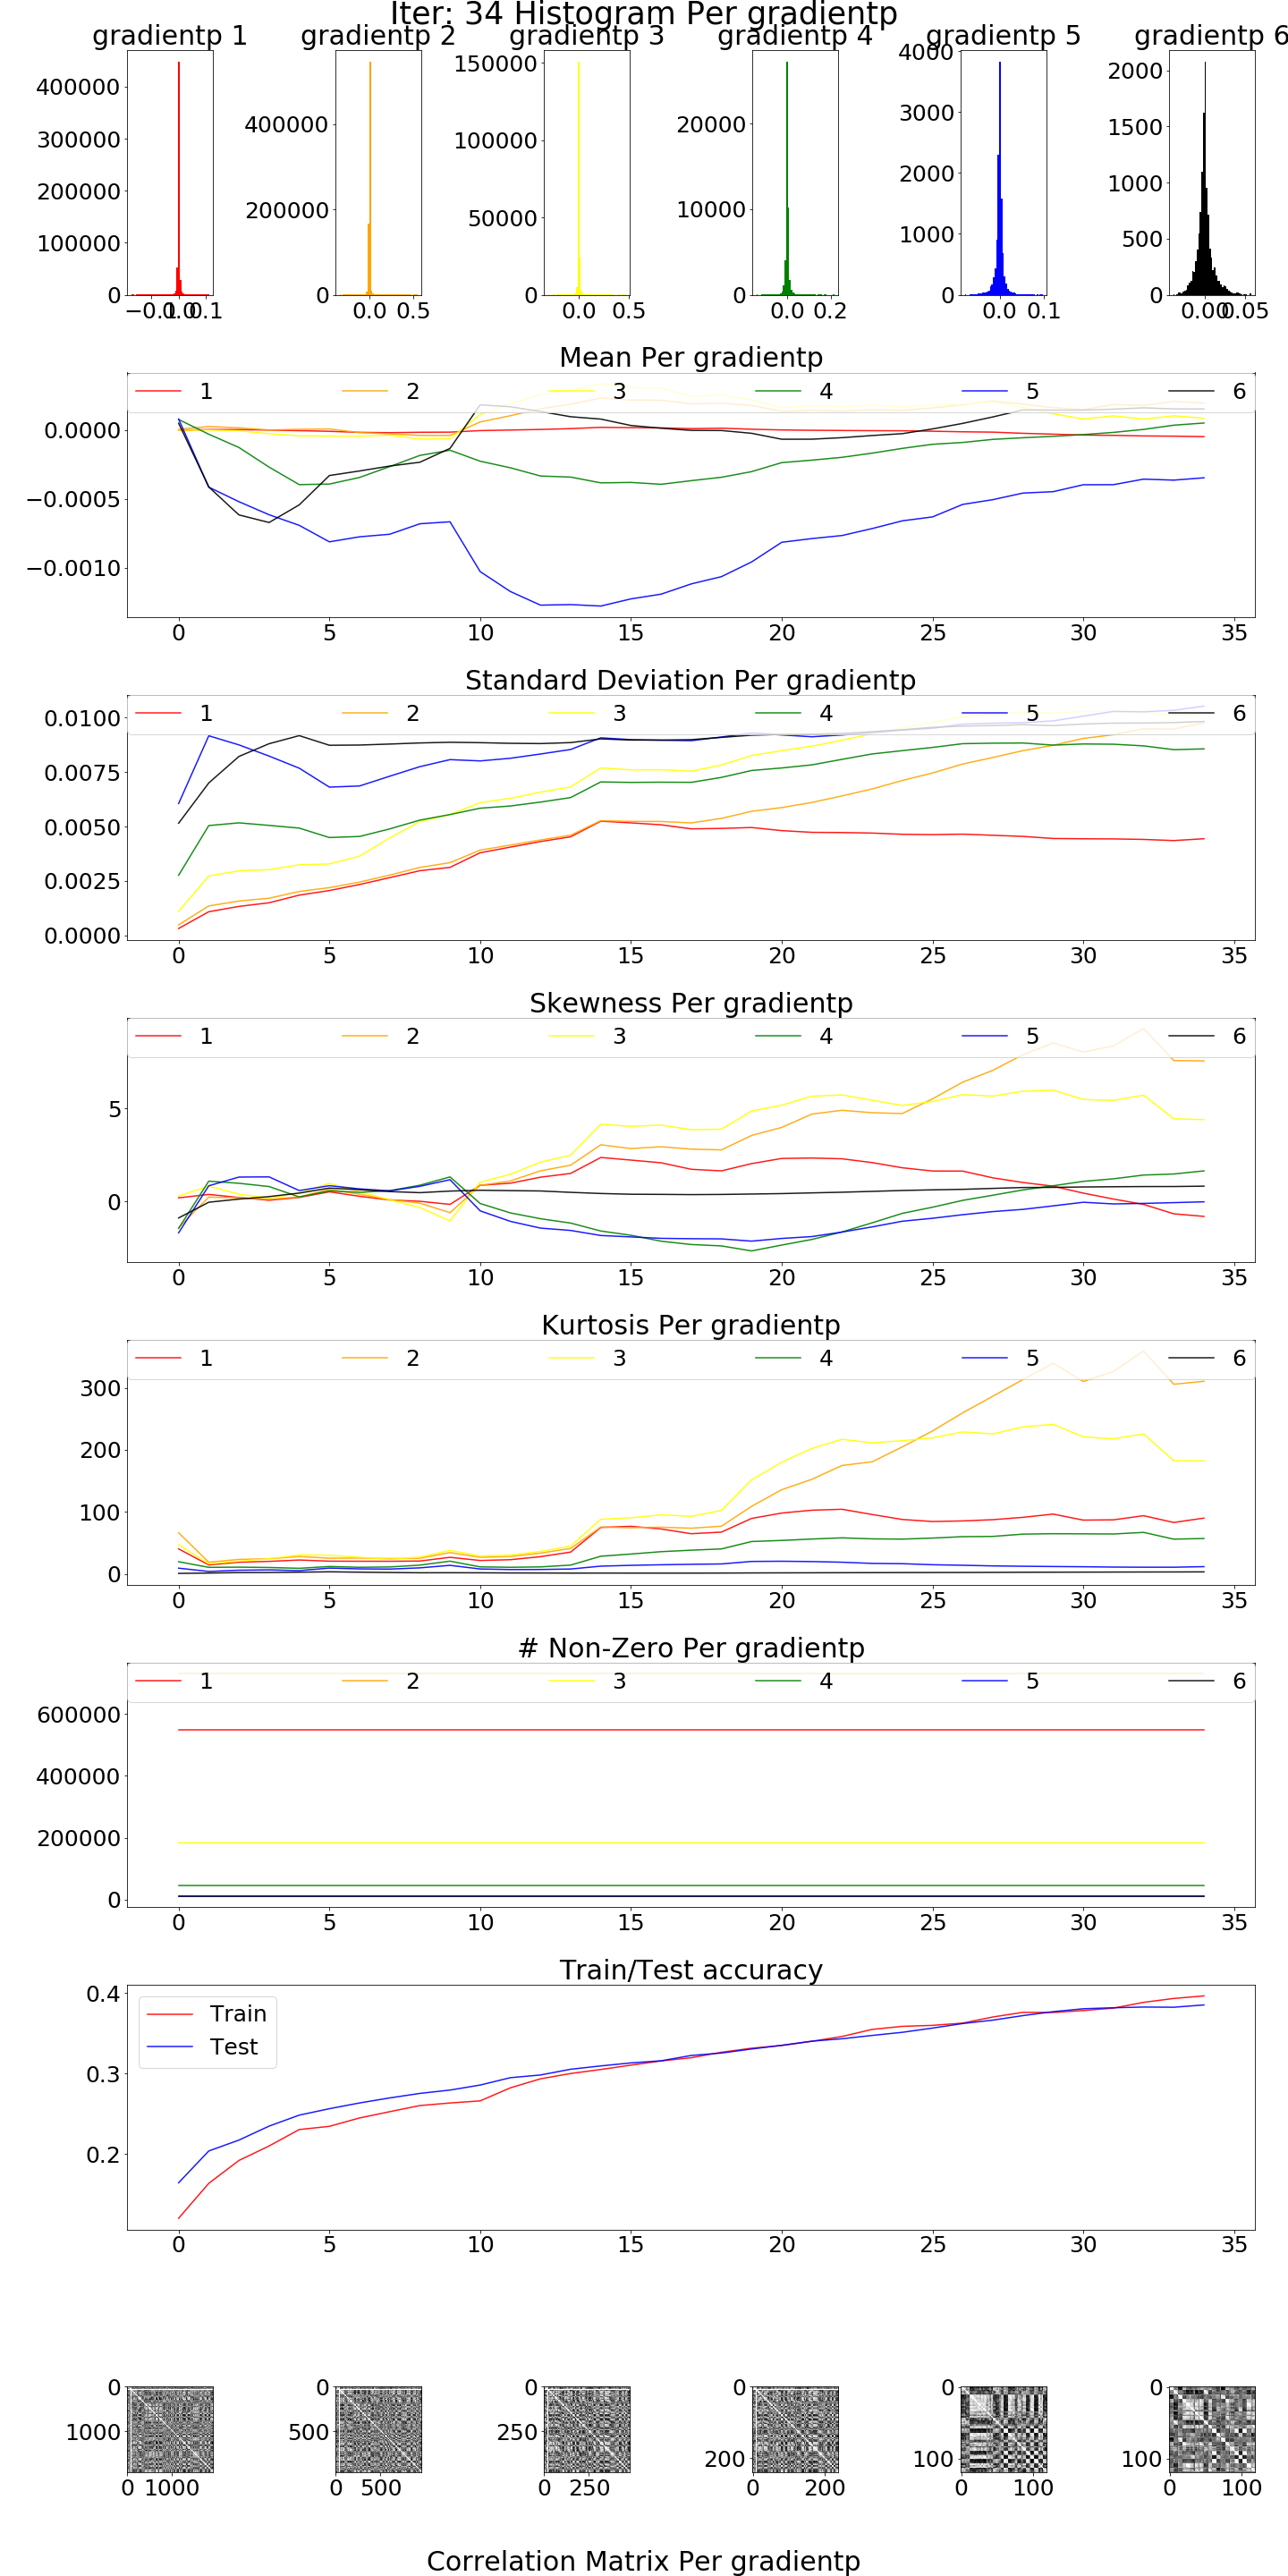 Iter: 34 Histogram Per gradientp
gradientp 1 gradientp 2 gradientp 3 gradientp 4 gradientp 5 gradientp 6
400000 300000 200000 100000 0
−0.1 0.0 0.1
400000 200000 0
0.0 0.5
150000 100000 50000 0
0.0 0.5
20000 10000 0
0.0 0.2
4000 3000 2000 1000 0
0.0 0.1
2000 1500 1000 500 0
0.00 0.05
Mean Per gradientp
1 2 3 4 5 6
0.0000
−0.0005
−0.0010
0 5 10 15 20 25 30 35
Standard Deviation Per gradientp
1 2 3 4 5 6
0.0100
0.0075
0.0050
0.0025
0.0000
0 5 10 15 20 25 30 35
Skewness Per gradientp
1 2 3 4 5 6
5
0
0 5 10 15 20 25 30 35
Kurtosis Per gradientp
1 2 3 4 5 6
300
200
100
0
0 5 10 15 20 25 30 35
# Non-Zero Per gradientp
1 2 3 4 5 6
600000
400000
200000
0
0 5 10 15 20 25 30 35
Train/Test accuracy
0.4
Train
Test
0.3
0.2
0 5 10 15 20 25 30 35
0 0 0 0 0 0
1000 500 250 200 100 100
0 1000 0 500 0 250 0 200 0 100 0 100
Correlation Matrix Per gradientp